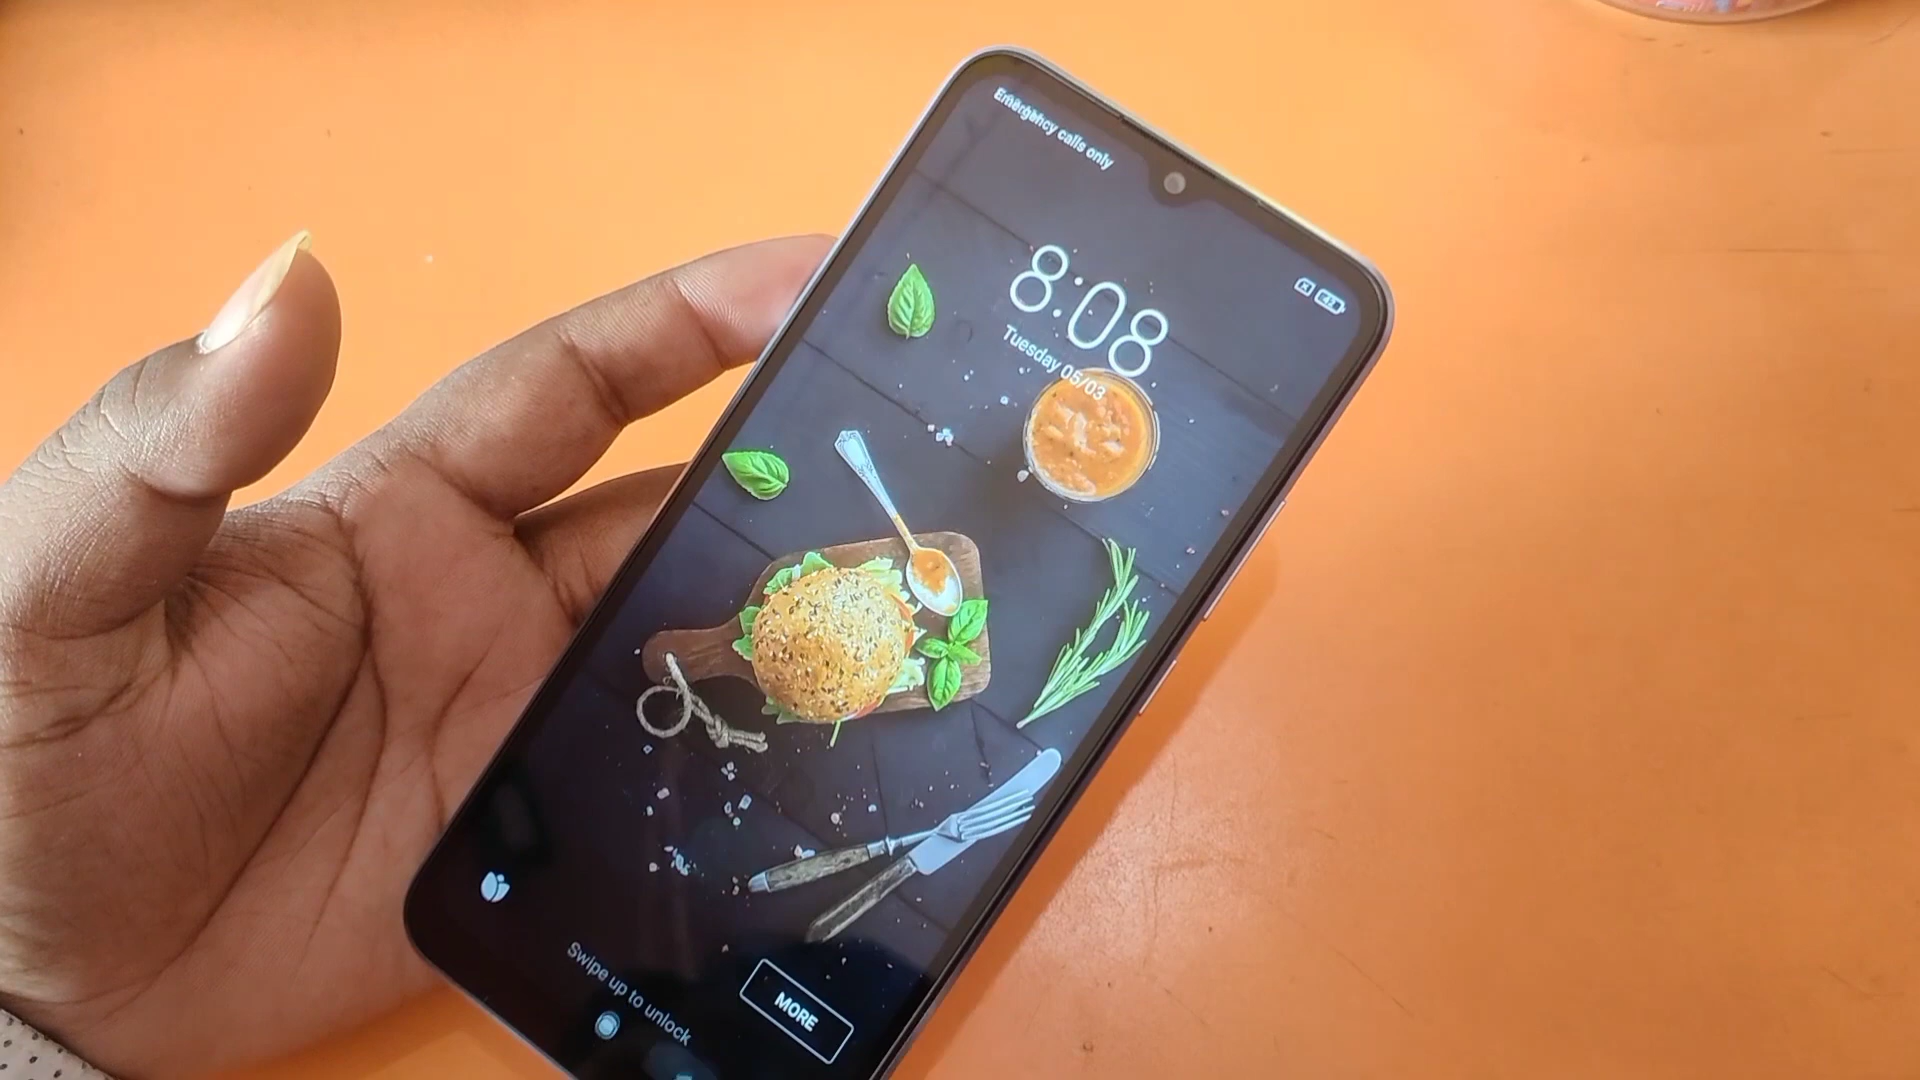 Emergency calls only
8:08
Tuesday 05/03
Swipe up to unlock
MORE